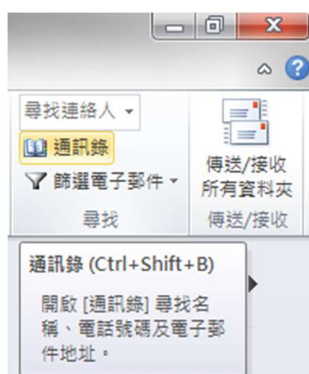 尋找連絡人
通訊錄
篩選電子郵件
尋找
傳送/接收
所有資料夾
傳送/接收
通訊錄 (Ctrl+Shift+B)
開啟 [通訊錄] 尋找名
稱、電話號碼及電子郵
件地址。